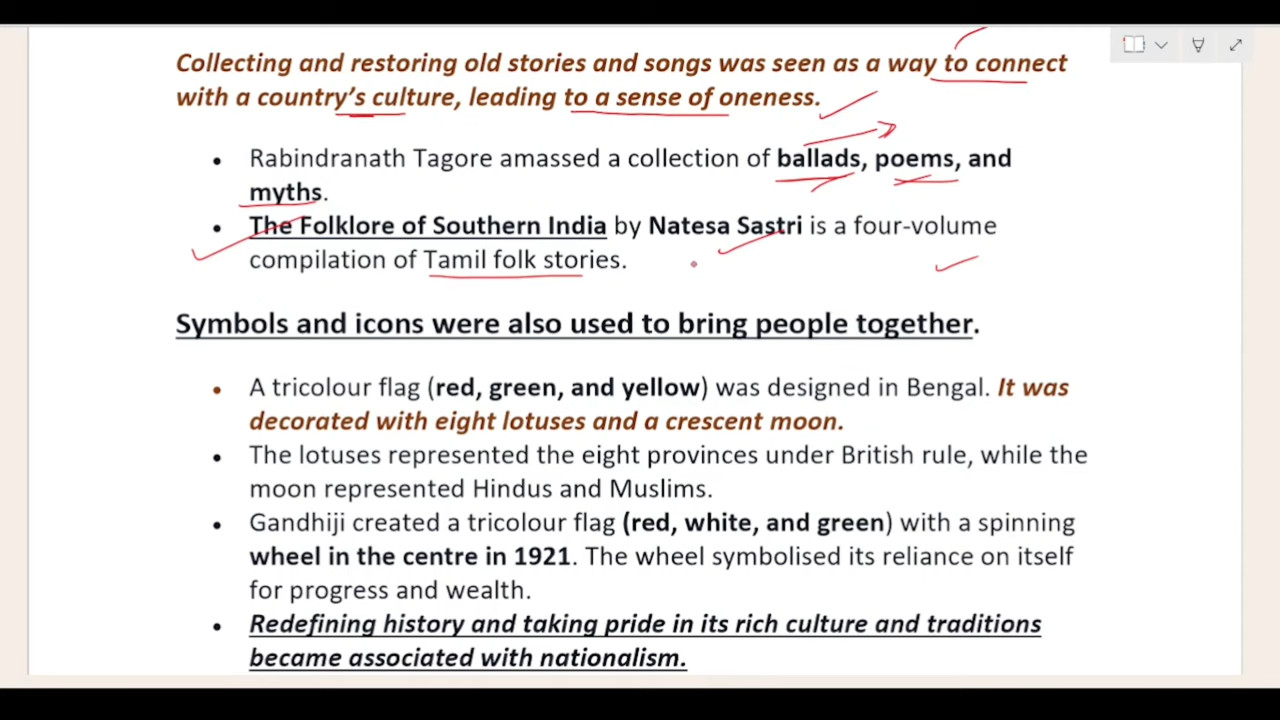 Collecting and restoring old stories and songs was seen as a way to connect
with a country's culture, leading to a sense of oneness.
• Rabindranath Tagore amassed a collection of ballads, poems, and
myths.
• The Folklore of Southern India by Natesa Sastri is a four-volume
compilation of Tamil folk stories.
Symbols and icons were also used to bring people together.
• A tricolour flag (red, green, and yellow) was designed in Bengal. It was
decorated with eight lotuses and a crescent moon.
• The lotuses represented the eight provinces under British rule, while the
moon represented Hindus and Muslims.
• Gandhiji created a tricolour flag (red, white, and green) with a spinning
wheel in the centre in 1921. The wheel symbolised its reliance on itself
for progress and wealth.
• Redefining history and taking pride in its rich culture and traditions
became associated with nationalism.